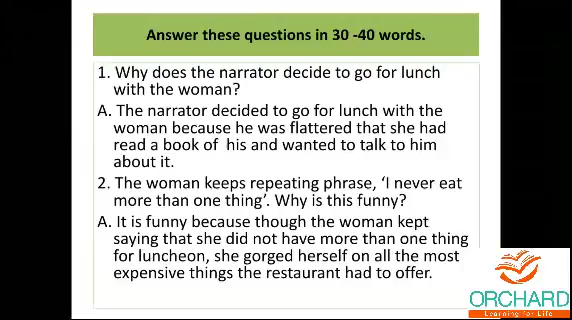 Answer these questions in 30 -40 words.
1. Why does the narrator decide to go for lunch
with the woman?
A. The narrator decided to go for lunch with the
woman because he was flattered that she had
read a book of his and wanted to talk to him
about it.
2. The woman keeps repeating phrase, 'I never eat
more than one thing'. Why is this funny?
A. It is funny because though the woman kept
saying that she did not have more than one thing
for luncheon, she gorged herself on all the most
expensive things the restaurant had to offer.
ORCHARD
Learning for Life